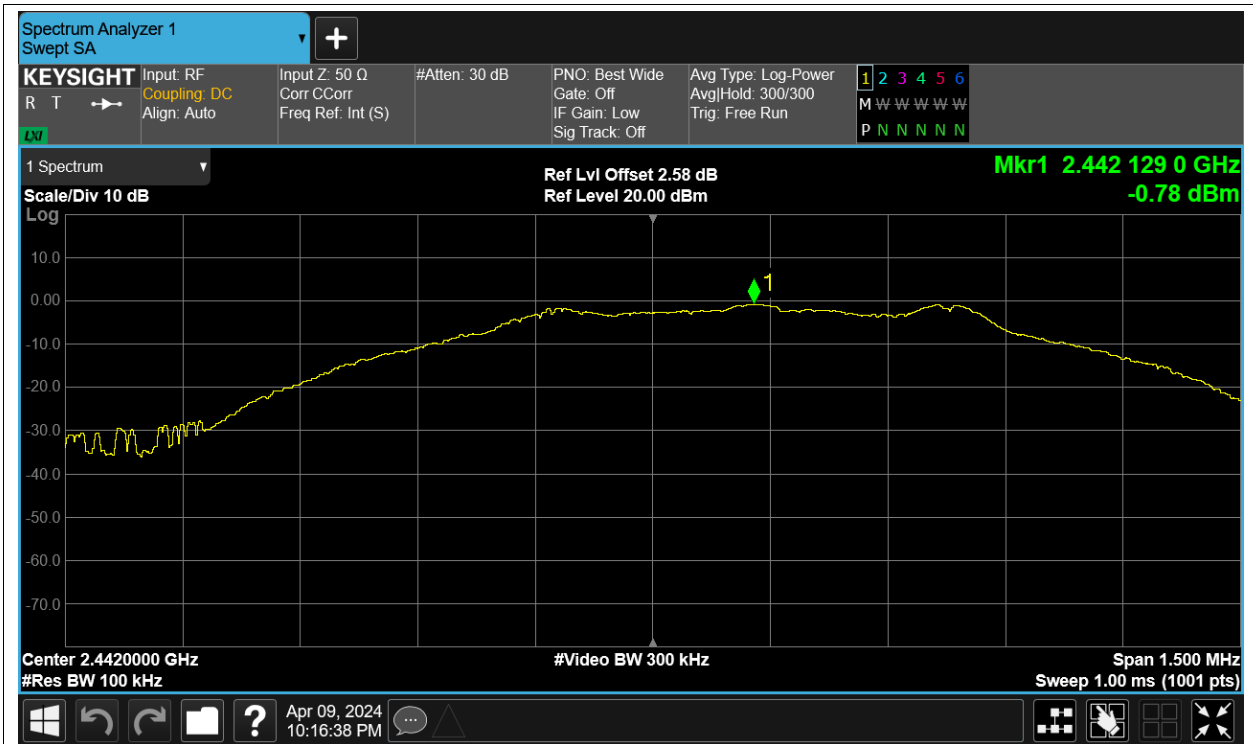 Spectrum Analyzer 1
Swept SA
KEYSIGHT
R T
LXI
Input: RF
Coupling: DC
Align: Auto
Input Z: 50 Ω
Corr CCorr
Freq Ref: Int (S)
#Atten: 30 dB
PNO: Best Wide
Gate: Off
IF Gain: Low
Sig Track: Off
Avg Type: Log-Power
Avg|Hold: 300/300
Trig: Free Run
1 2 3 4 5 6
M W W W W W
P N N N N N
1 Spectrum
Scale/Div 10 dB
Log
Ref Lvl Offset 2.58 dB
Ref Level 20.00 dBm
Mkr1 2.442 129 0 GHz
-0.78 dBm
1
10.0
0.00
-10.0
-20.0
-30.0
-40.0
-50.0
-60.0
-70.0
Center 2.4420000 GHz
#Res BW 100 kHz
#Video BW 300 kHz
Span 1.500 MHz
Sweep 1.00 ms (1001 pts)
?
Apr 09, 2024
10:16:38 PM